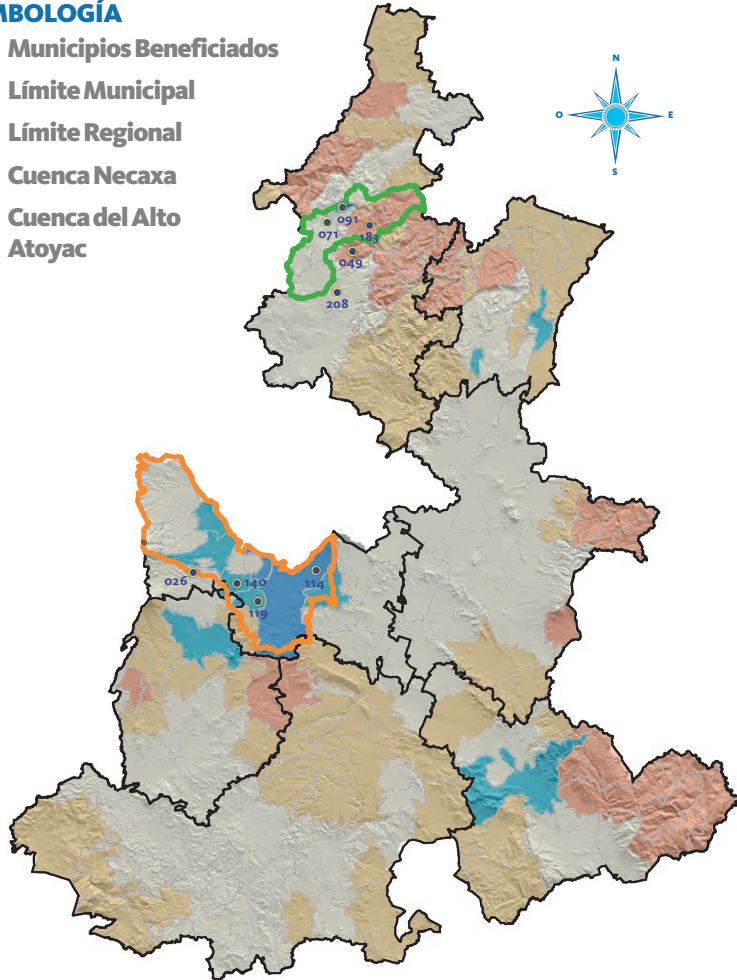 MBOLOGÍA
Municipios Beneficiados
Límite Municipal
Límite Regional
Cuenca Necaxa
Cuenca del Alto
Atoyac
N
O
E
S
091
071
183
049
208
026
140
114
119